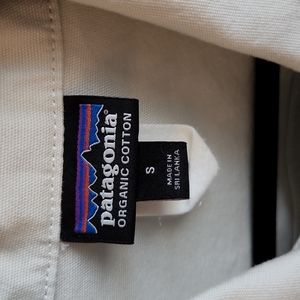 patagonia®
ORGANIC COTTON
S
MADE IN
SRI LANKA